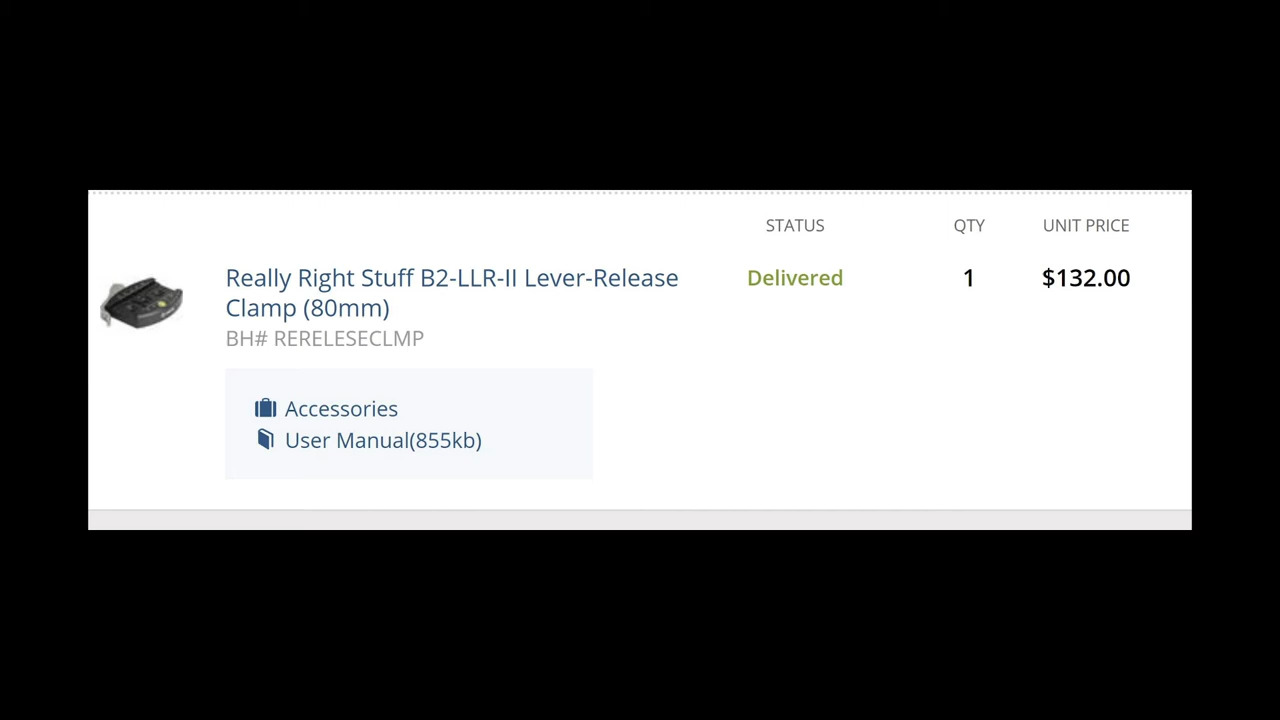 STATUS QTY UNIT PRICE
Really Right Stuff B2-LLR-II Lever-Release Delivered 1 $132.00
Clamp (80mm)
BH# RERELESECLMP
Accessories
User Manual(855kb)